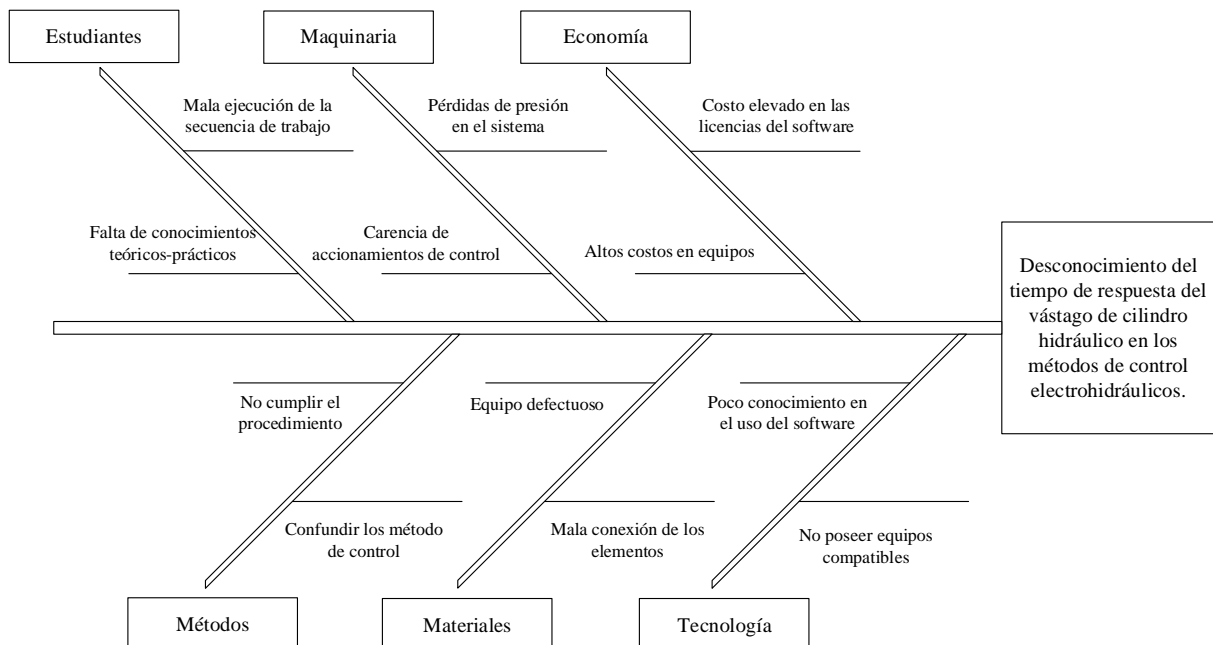 Estudiantes
Maquinaria
Economía
Mala ejecución de la
secuencia de trabajo
Pérdidas de presión
en el sistema
Costo elevado en las
licencias del software
Falta de conocimientos
teóricos-prácticos
Carencia de
accionamientos de control
Altos costos en equipos
Desconocimiento del
tiempo de respuesta del
vástago de cilindro
hidráulico en los
métodos de control
electrohidráulicos.
No cumplir el
procedimiento
Equipo defectuoso
Poco conocimiento en
el uso del software
Confundir los método
de control
Mala conexión de los
elementos
No poseer equipos
compatibles
Métodos
Materiales
Tecnología